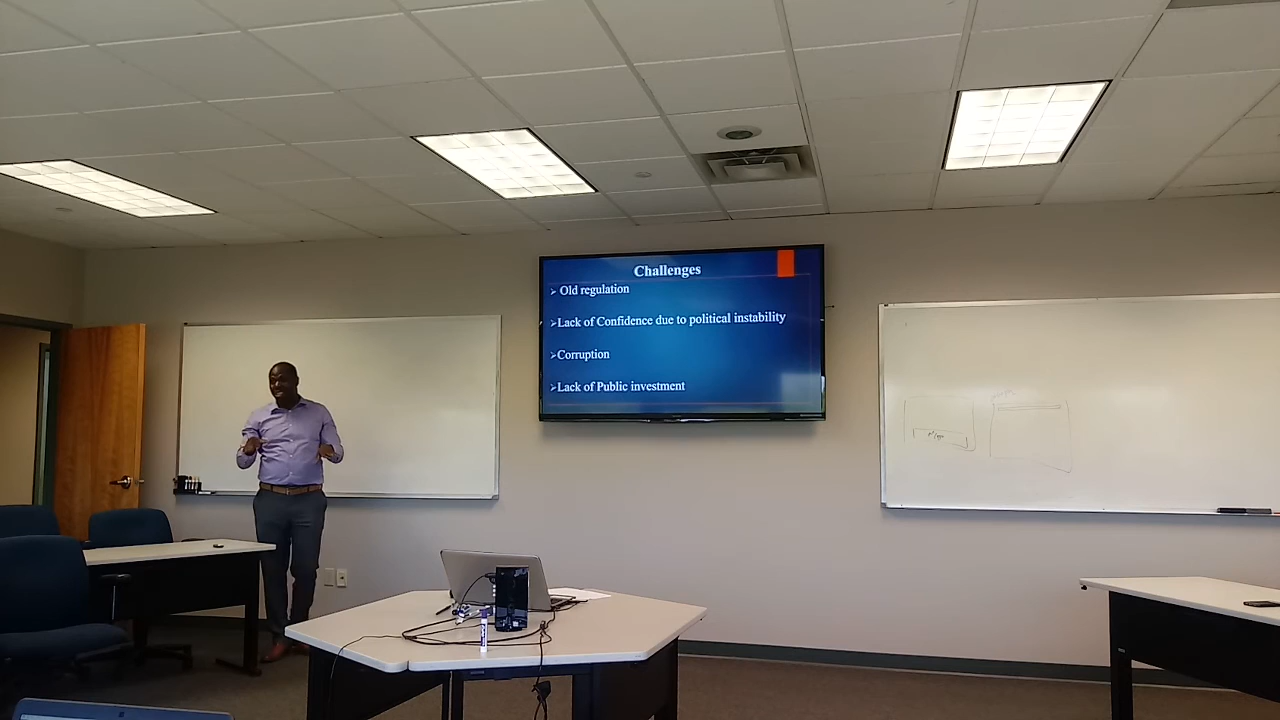 Challenges
➢ Old regulation
➢Lack of Confidence due to political instability
➢Corruption
➢Lack of Public investment